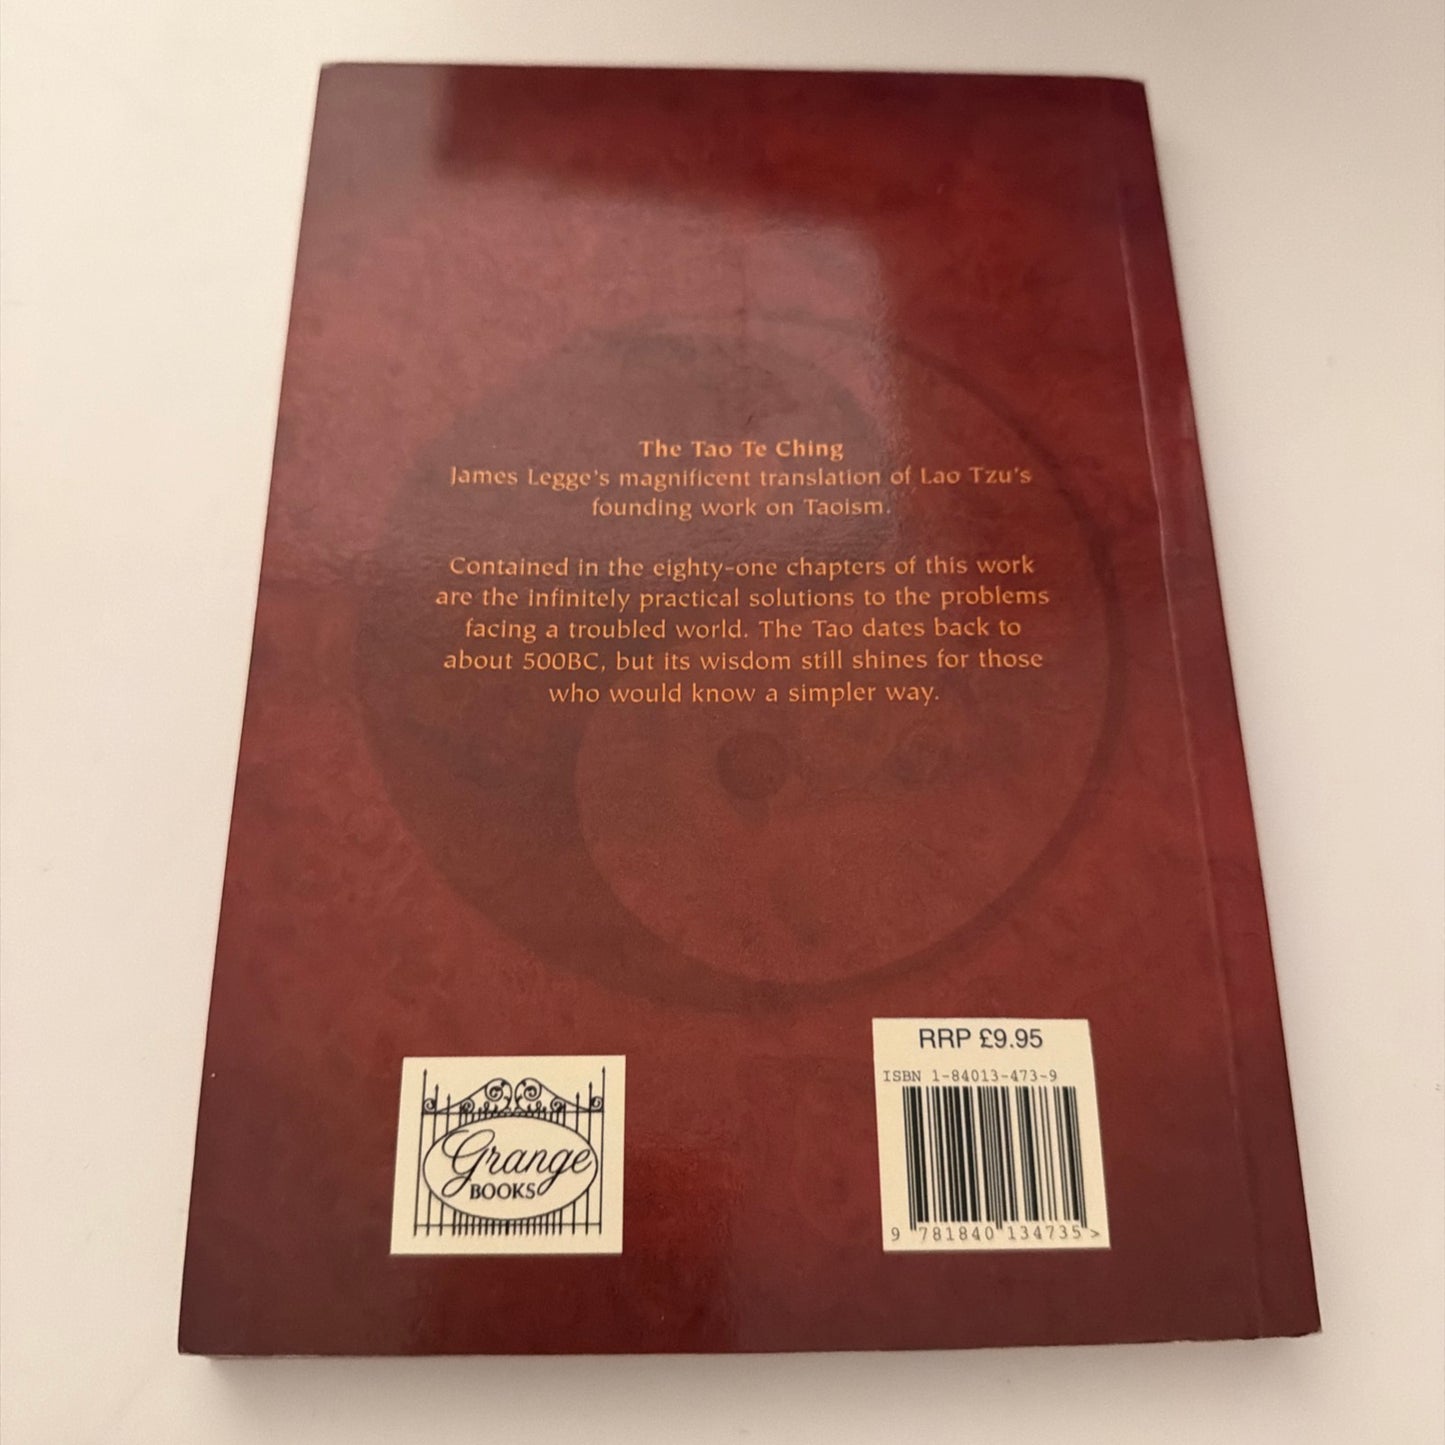 The Tao Te Ching
James Legge's magnificent translation of Lao Tzu's
founding work on Taoism.
Contained in the eighty-one chapters of this work
are the infinitely practical solutions to the problems
facing a troubled world. The Tao dates back to
about 500BC, but its wisdom still shines for those
who would know a simpler way.
Grange
BOOKS
RRP £9.95
ISBN 1-84013-473-9
9 781840 134735 >